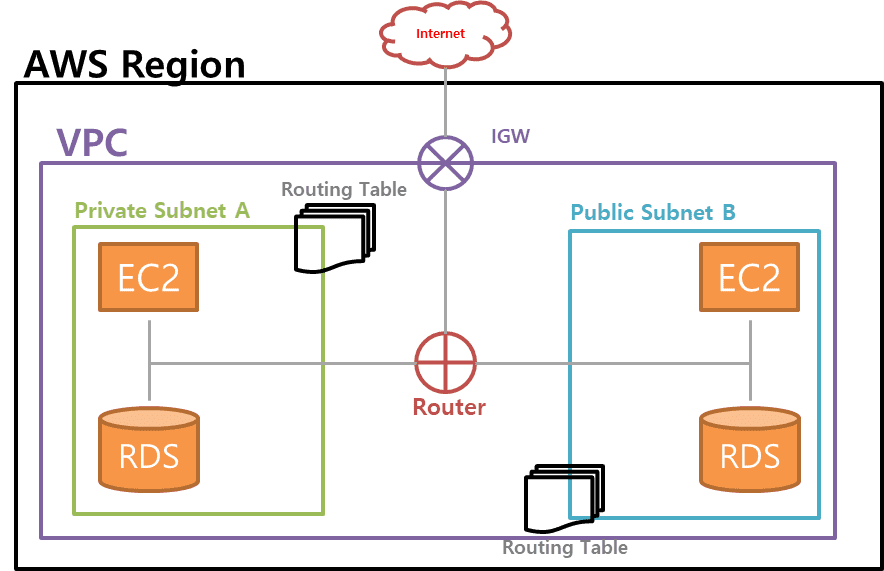 Internet
AWS Region
VPC
IGW
Routing Table
Private Subnet A
Public Subnet B
EC2
EC2
Router
RDS
RDS
Routing Table